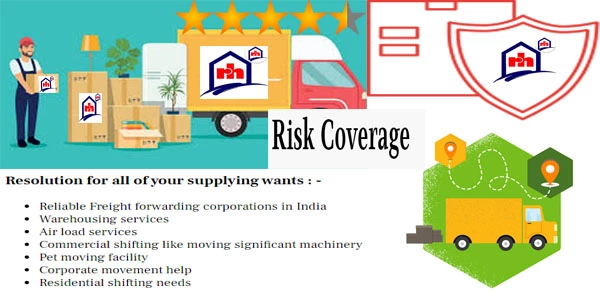 Risk Coverage
Resolution for all of your supplying wants : -
Reliable Freight forwarding corporations in India
Warehousing services
Air load services
Commercial shifting like moving significant machinery
Pet moving facility
Corporate movement help
Residential shifting needs